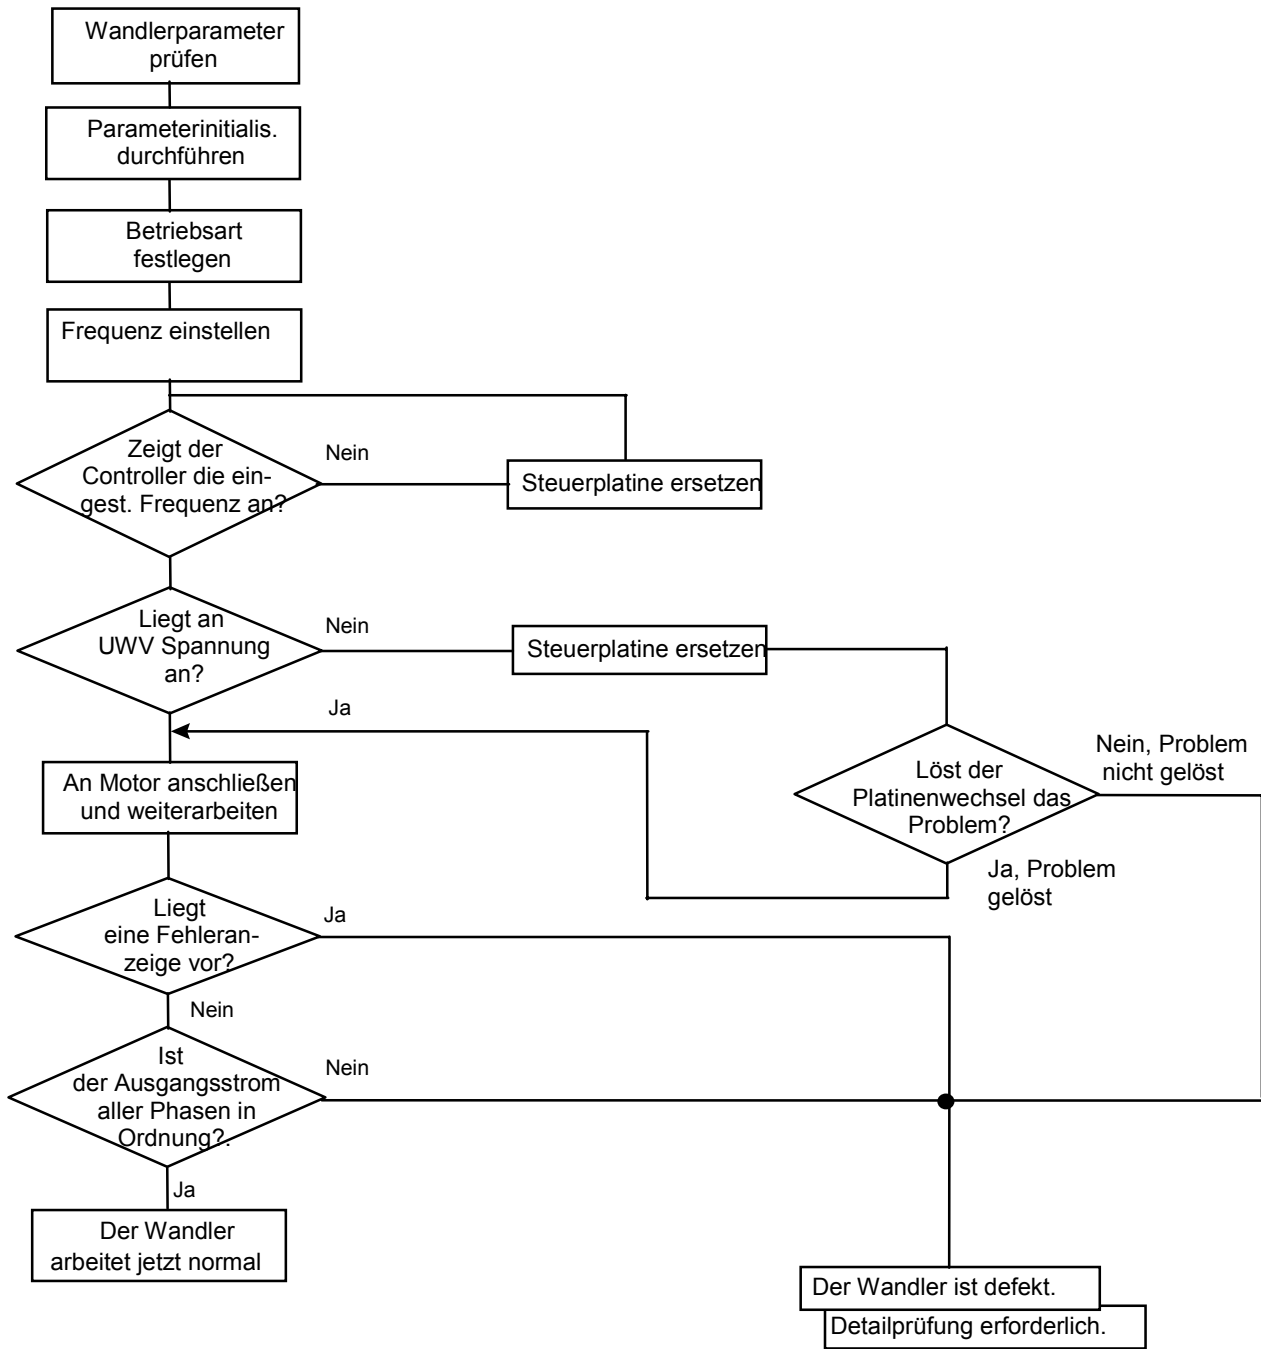 Wandlerparameter
prüfen
Parameterinitialis.
durchführen
Betriebsart
festlegen
Frequenz einstellen
Zeigt der
Controller die ein-
gest. Frequenz an?
Nein
Steuerplatine ersetzen
Liegt an
UWV Spannung
an?
Nein
Steuerplatine ersetzen
Ja
Löst der
Platinenwechsel das
Problem?
Nein, Problem
nicht gelöst
Ja, Problem
gelöst
An Motor anschließen
und weiterarbeiten
Liegt
eine Fehleran-
zeige vor?
Ja
Nein
Ist
der Ausgangsstrom
aller Phasen in
Ordnung?.
Nein
Ja
Der Wandler
arbeitet jetzt normal
Der Wandler ist defekt.
Detailprüfung erforderlich.